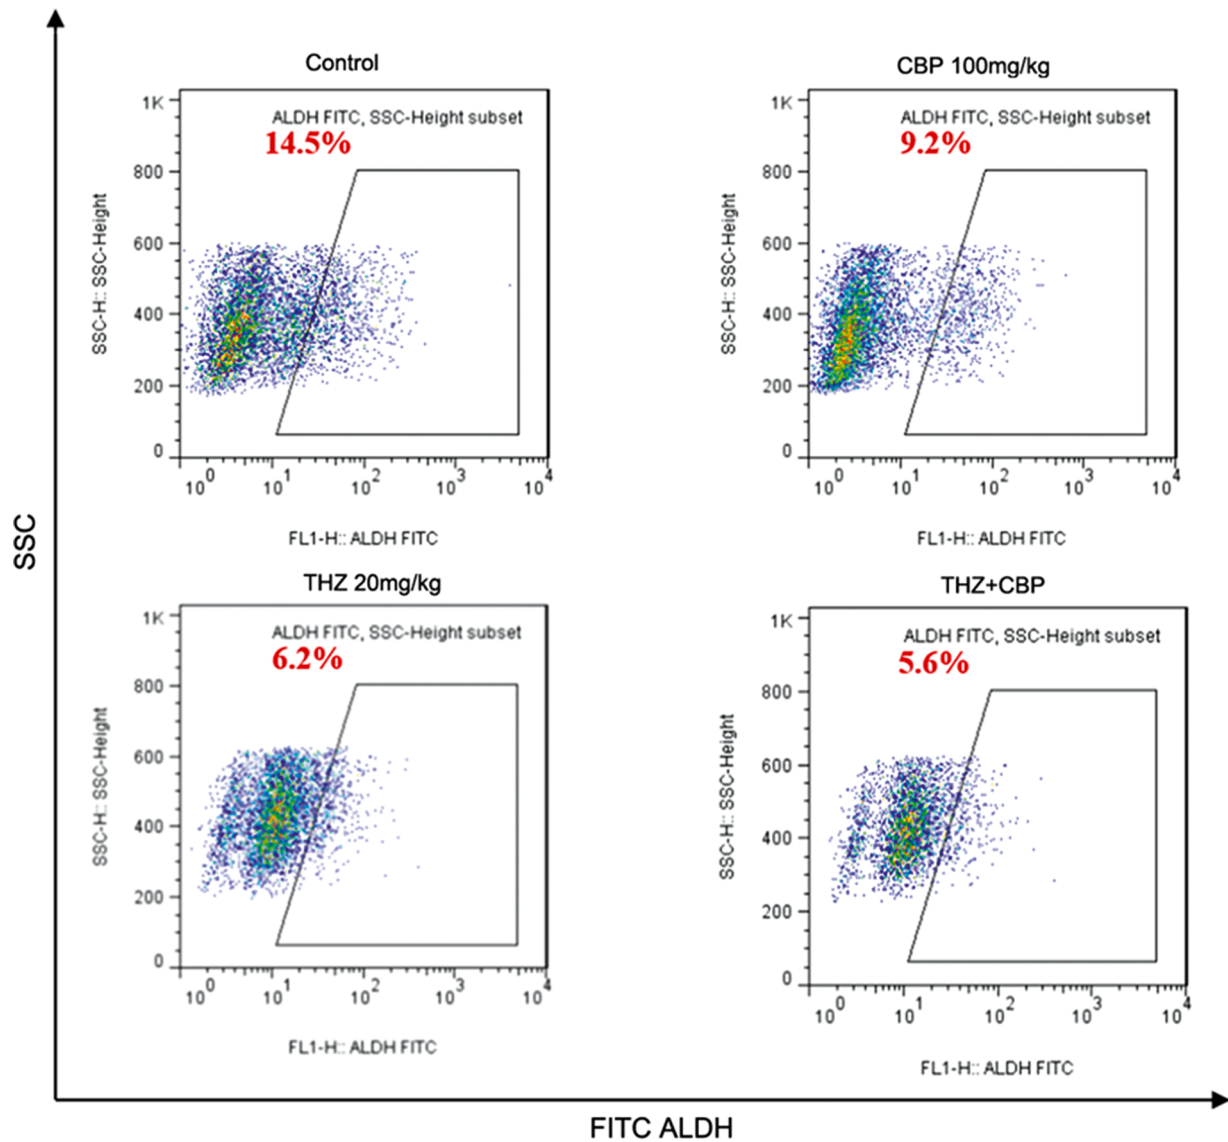 Control
ALDH FITC, SSC-Height subset
14.5%
1K
800
600
400
200
0
SSC-H:: SSC-Height
10^0 10^1 10^2 10^3 10^4
FL1-H:: ALDH FITC
CBP 100mg/kg
ALDH FITC, SSC-Height subset
9.2%
1K
800
600
400
200
0
SSC-H:: SSC-Height
10^0 10^1 10^2 10^3 10^4
FL1-H:: ALDH FITC
SSC
THZ 20mg/kg
ALDH FITC, SSC-Height subset
6.2%
1K
800
600
400
200
0
SSC-H:: SSC-Height
10^0 10^1 10^2 10^3 10^4
FL1-H:: ALDH FITC
THZ+CBP
ALDH FITC, SSC-Height subset
5.6%
1K
800
600
400
200
0
SSC-H:: SSC-Height
10^0 10^1 10^2 10^3 10^4
FL1-H:: ALDH FITC
FITC ALDH